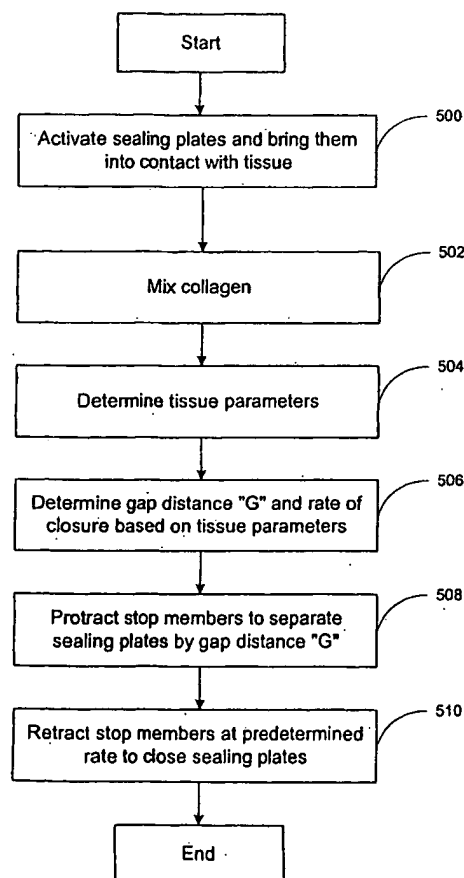 Start
500
Activate sealing plates and bring them
into contact with tissue
502
Mix collagen
504
Determine tissue parameters
506
Determine gap distance "G" and rate of
closure based on tissue parameters
508
Protract stop members to separate
sealing plates by gap distance "G"
510
Retract stop members at predetermined
rate to close sealing plates
End